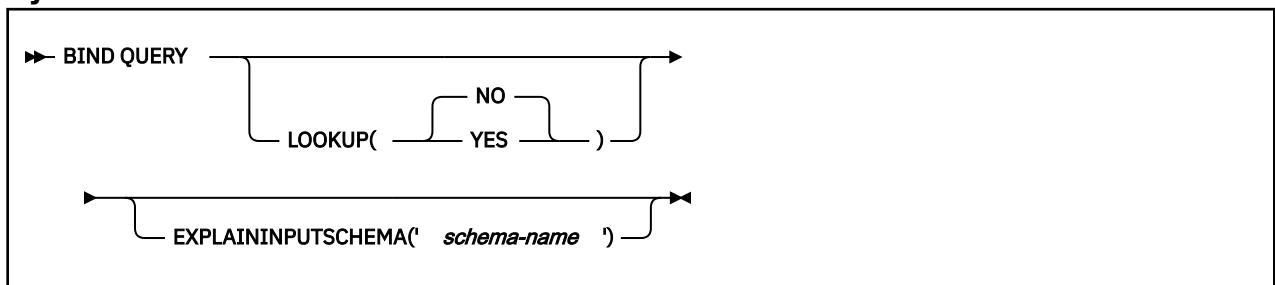 BIND QUERY
NO
LOOKUP( YES )
EXPLAININPUTSCHEMA(' schema-name ')